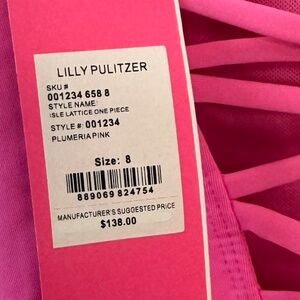 LILLY PULITZER
SKU #
001234 658 8
STYLE NAME:
ISLE LATTICE ONE PIECE
STYLE #: 001234
PLUMERIA PINK
Size: 8
889069 824754
MANUFACTURER'S SUGGESTED PRICE
$138.00